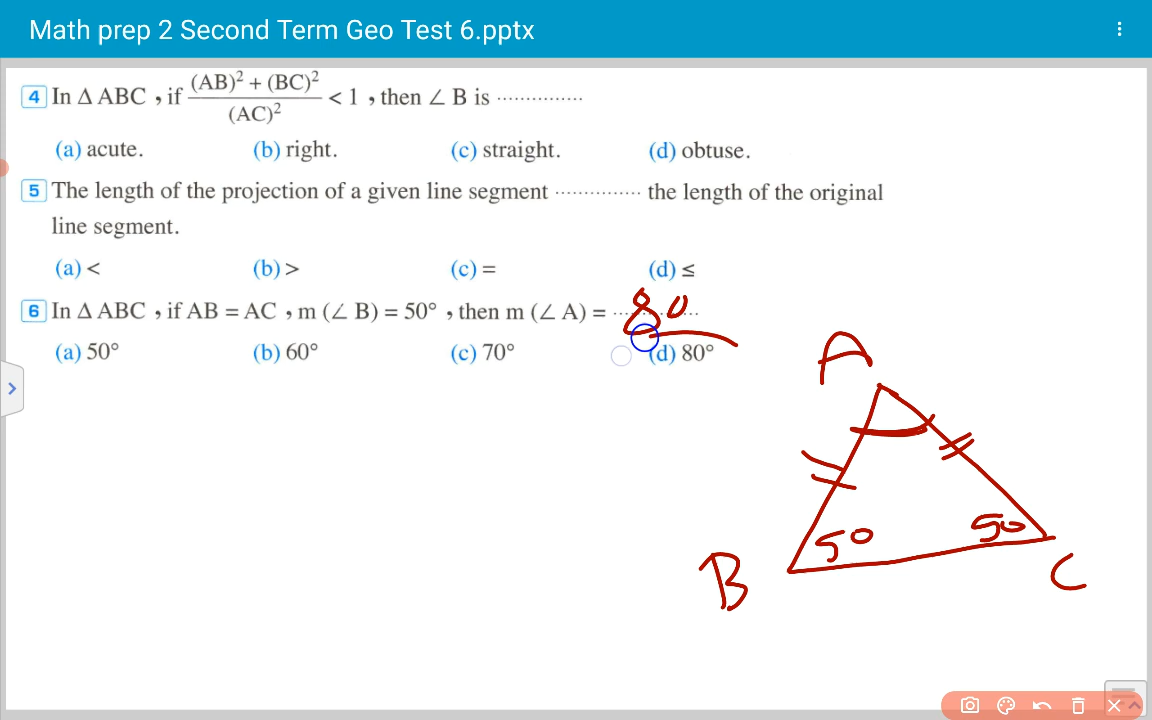 Math prep 2 Second Term Geo Test 6.pptx
4 In Δ ABC , if (AB)² + (BC)² / (AC)² < 1 , then ∠ B is ...............
(a) acute. (b) right. (c) straight. (d) obtuse.
5 The length of the projection of a given line segment ............... the length of the original
line segment.
(a) < (b) > (c) = (d) ≤
6 In Δ ABC , if AB = AC , m (∠ B) = 50° , then m (∠ A) = ............... 80
(a) 50° (b) 60° (c) 70° (d) 80°
A
50 50
B C